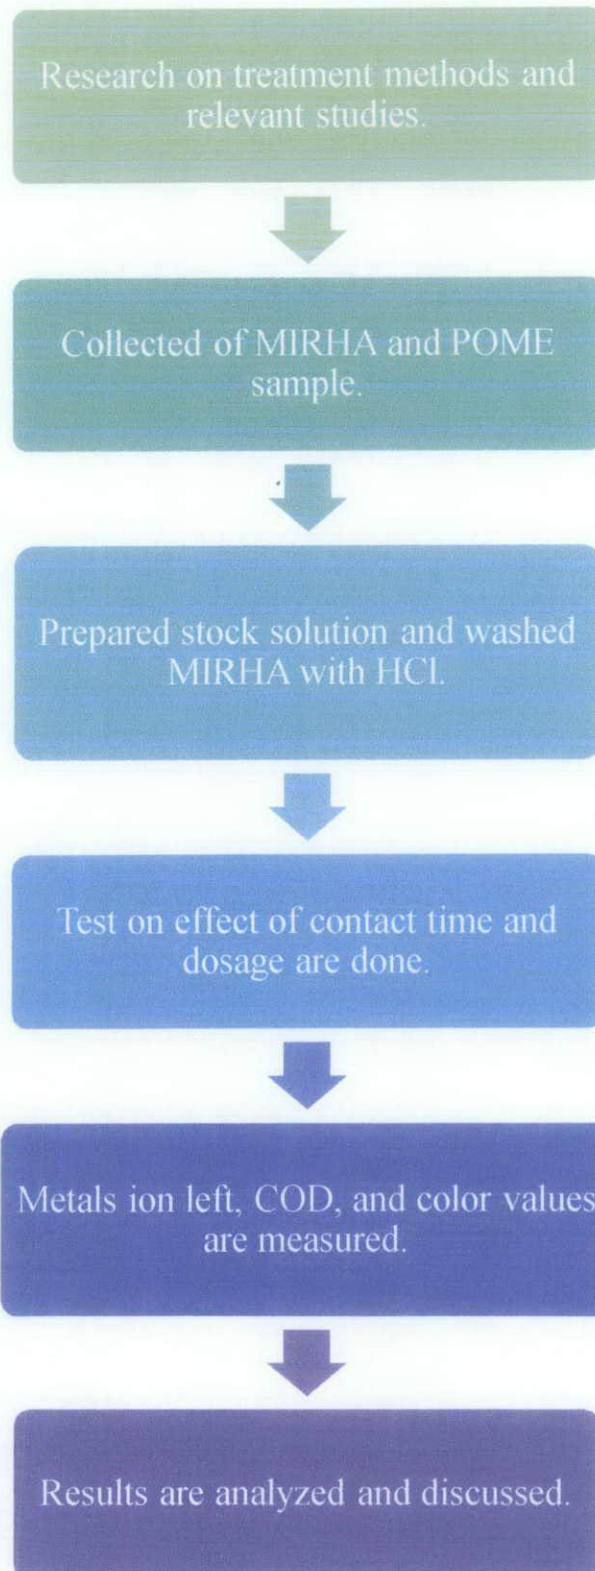 Research on treatment methods and
relevant studies.
Collected of MIRHA and POME
sample.
Prepared stock solution and washed
MIRHA with HCl.
Test on effect of contact time and
dosage are done.
Metals ion left, COD, and color values
are measured.
Results are analyzed and discussed.